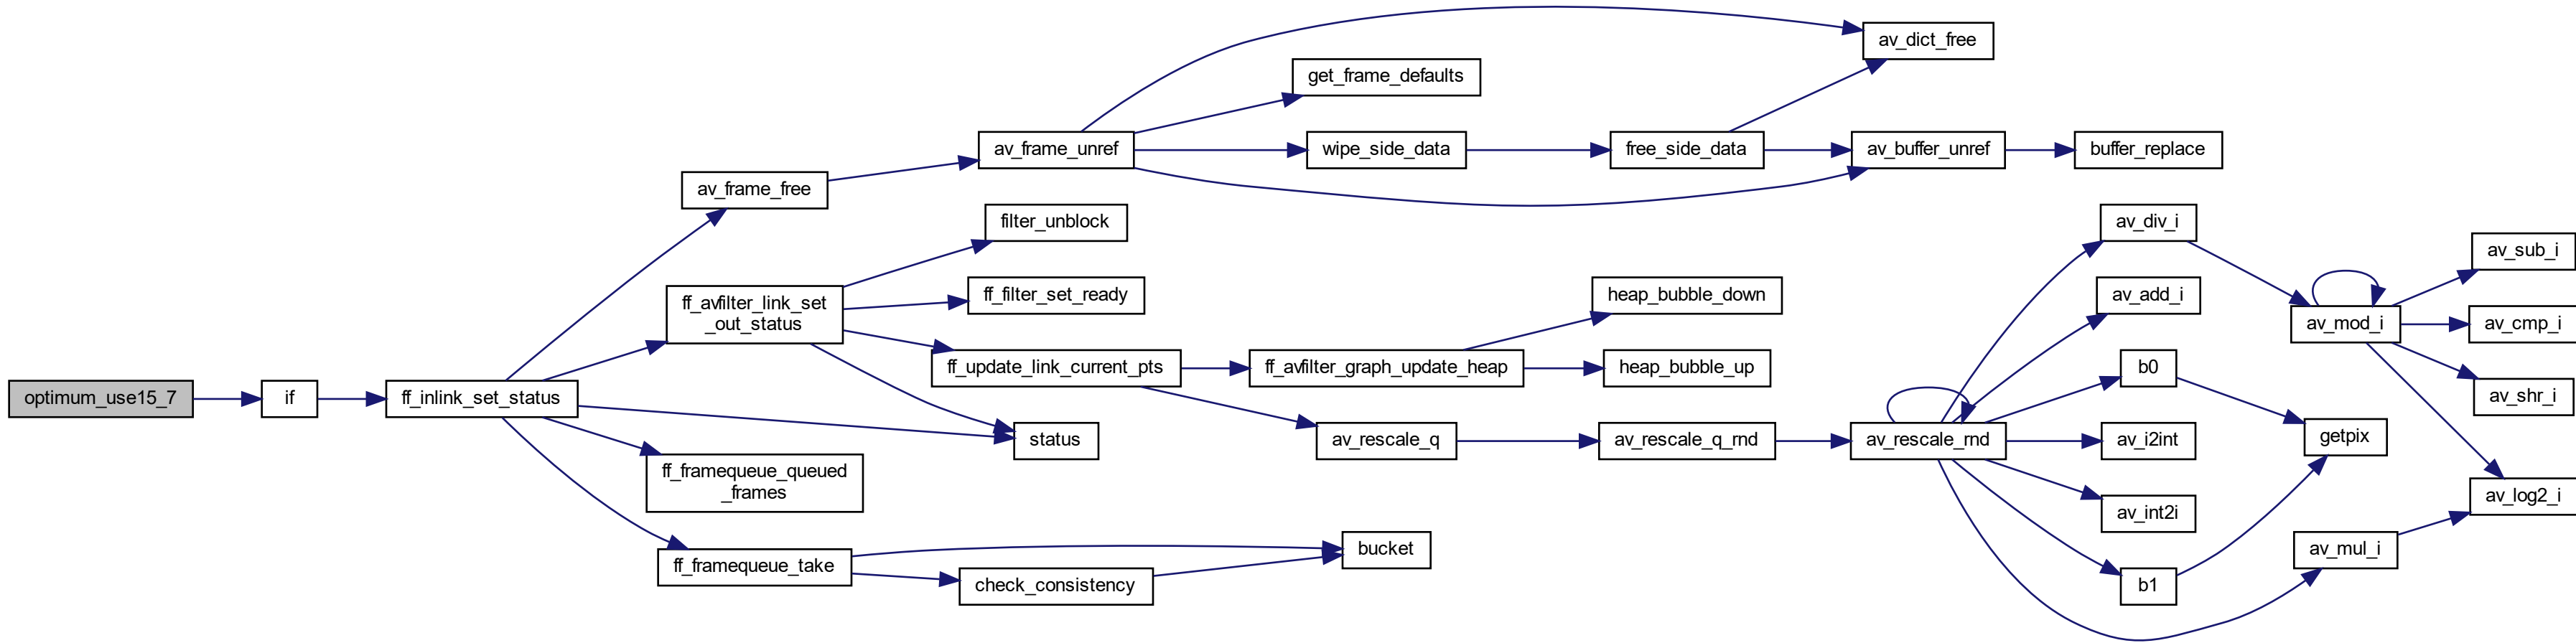 optimum_use15_7
if
ff_inlink_set_status
av_frame_free
ff_avfilter_link_set
_out_status
ff_framequeue_queued
_frames
ff_framequeue_take
av_frame_unref
filter_unblock
ff_filter_set_ready
ff_update_link_current_pts
status
check_consistency
get_frame_defaults
wipe_side_data
ff_avfilter_graph_update_heap
av_rescale_q
bucket
free_side_data
heap_bubble_down
heap_bubble_up
av_rescale_q_rnd
av_dict_free
av_buffer_unref
av_rescale_rnd
buffer_replace
av_div_i
av_add_i
b0
av_i2int
av_int2i
b1
av_mod_i
getpix
av_mul_i
av_sub_i
av_cmp_i
av_shr_i
av_log2_i